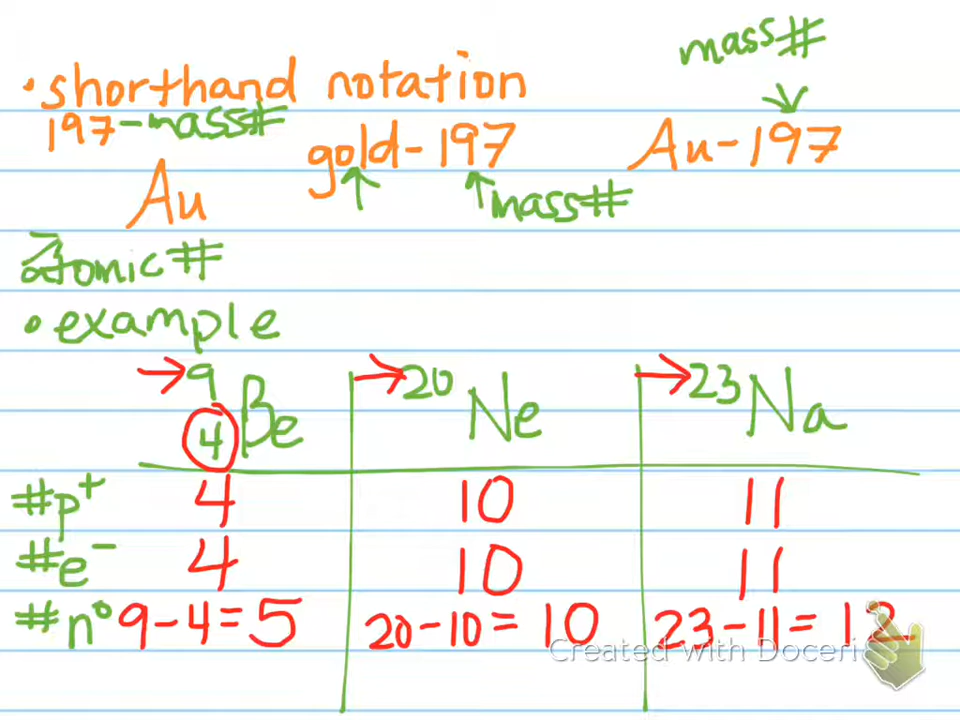 mass#
• shorthand notation
197-mass# gold-197 Au-197
Au mass#
atomic#
• example
9 4 Be 20 Ne 23 Na
#p+ 4 10 11
#e- 4 10 11
#n° 9-4=5 20-10=10 23-11=12
Created with Doceri